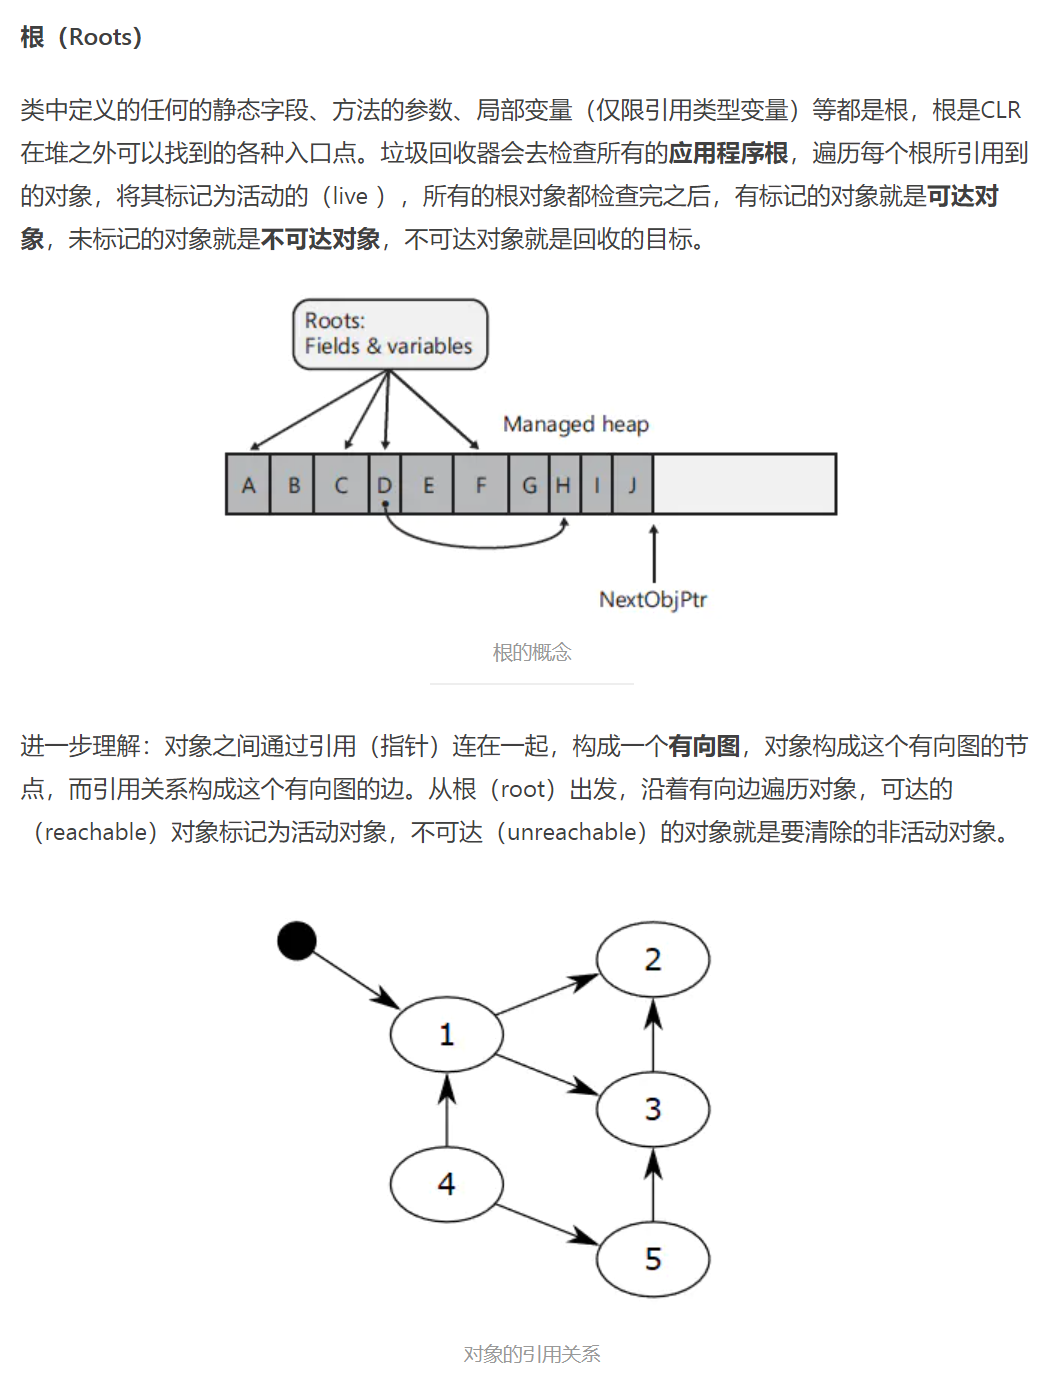 根（Roots）
类中定义的任何的静态字段、方法的参数、局部变量（仅限引用类型变量）等都是根，根是CLR
在堆之外可以找到的各种入口点。垃圾回收器会去检查所有的应用程序根，遍历每个根所引用到
的对象，将其标记为活动的（live ），所有的根对象都检查完之后，有标记的对象就是可达对
象，未标记的对象就是不可达对象，不可达对象就是回收的目标。
Roots:
Fields & variables
Managed heap
A B C D E F G H I J
NextObjPtr
根的概念
进一步理解：对象之间通过引用（指针）连在一起，构成一个有向图，对象构成这个有向图的节
点，而引用关系构成这个有向图的边。从根（root）出发，沿着有向边遍历对象，可达的
（reachable）对象标记为活动对象，不可达（unreachable）的对象就是要清除的非活动对象。
2
1
3
4
5
对象的引用关系